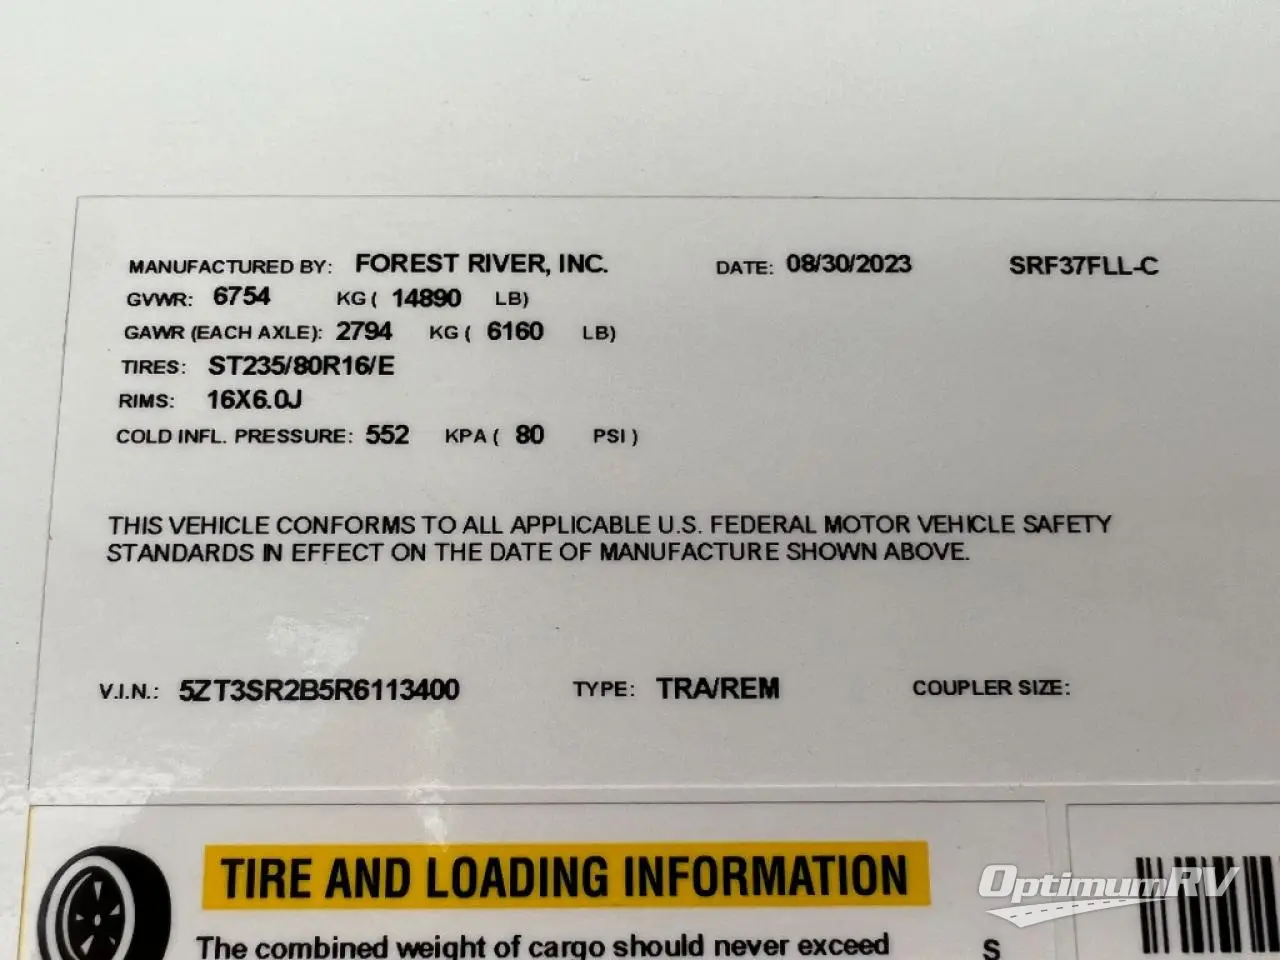 MANUFACTURED BY: FOREST RIVER, INC. DATE: 08/30/2023 SRF37FLL-C
GVWR: 6754 KG ( 14890 LB)
GAWR (EACH AXLE): 2794 KG ( 6160 LB)
TIRES: ST235/80R16/E
RIMS: 16X6.0J
COLD INFL. PRESSURE: 552 KPA ( 80 PSI )
THIS VEHICLE CONFORMS TO ALL APPLICABLE U.S. FEDERAL MOTOR VEHICLE SAFETY
STANDARDS IN EFFECT ON THE DATE OF MANUFACTURE SHOWN ABOVE.
V.I.N.: 5ZT3SR2B5R6113400 TYPE: TRA/REM COUPLER SIZE:
TIRE AND LOADING INFORMATION
The combined weight of cargo should never exceed
S
OptimumRV